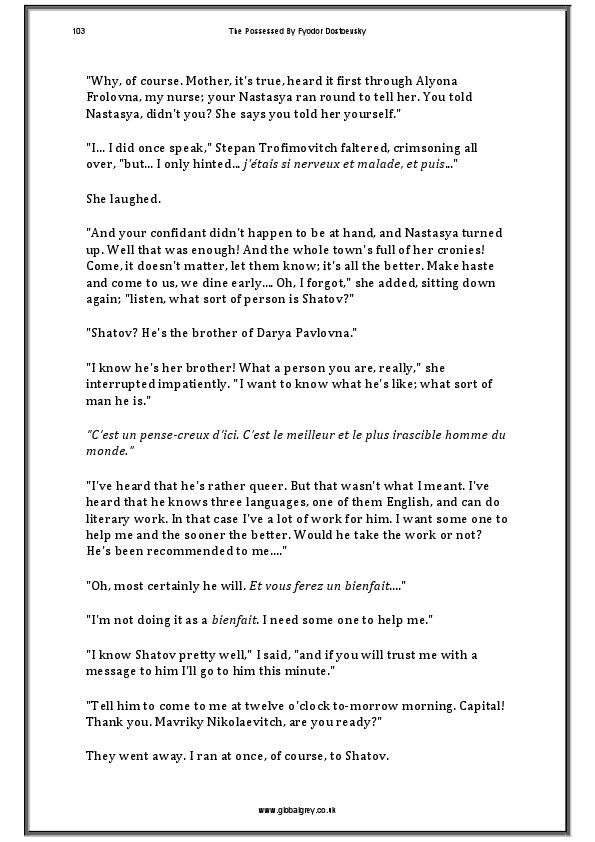 103 The Possessed By Fyodor Dostoevsky
"Why, of course. Mother, it's true, heard it first through Alyona
Frolovna, my nurse; your Nastasya ran round to tell her. You told
Nastasya, didn't you? She says you told her yourself."
"I... I did once speak," Stepan Trofimovitch faltered, crimsoning all
over, "but... I only hinted... j'étais si nerveux et malade, et puis..."
She laughed.
"And your confidant didn't happen to be at hand, and Nastasya turned
up. Well that was enough! And the whole town's full of her cronies!
Come, it doesn't matter, let them know; it's all the better. Make haste
and come to us, we dine early.... Oh, I forgot," she added, sitting down
again; "listen, what sort of person is Shatov?"
"Shatov? He's the brother of Darya Pavlovna."
"I know he's her brother! What a person you are, really," she
interrupted impatiently. "I want to know what he's like; what sort of
man he is."
"C'est un pense-creux d'ici. C'est le meilleur et le plus irascible homme du
monde."
"I've heard that he's rather queer. But that wasn't what I meant. I've
heard that he knows three languages, one of them English, and can do
literary work. In that case I've a lot of work for him. I want some one to
help me and the sooner the better. Would he take the work or not?
He's been recommended to me...."
"Oh, most certainly he will. Et vous ferez un bienfait...."
"I'm not doing it as a bienfait. I need some one to help me."
"I know Shatov pretty well," I said, "and if you will trust me with a
message to him I'll go to him this minute."
"Tell him to come to me at twelve o'clock to-morrow morning. Capital!
Thank you. Mavriky Nikolaevitch, are you ready?"
They went away. I ran at once, of course, to Shatov.
www.globalgrey.co.uk